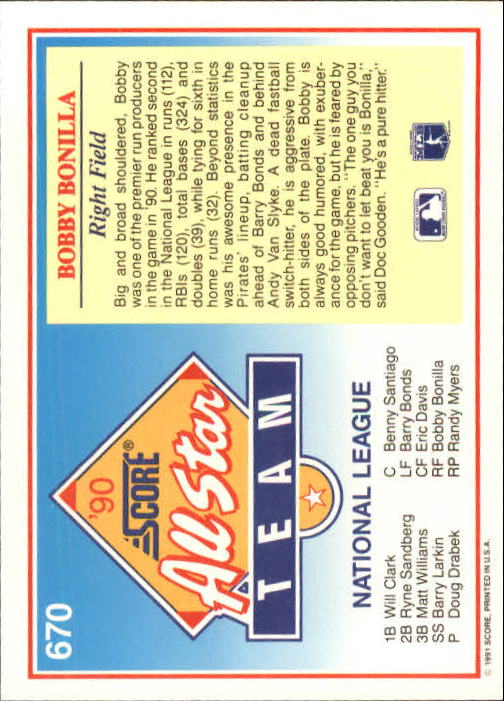 670
'90
SCORE®
All Star
TEAM
NATIONAL LEAGUE
1B Will Clark
2B Ryne Sandberg
3B Matt Williams
SS Barry Larkin
P Doug Drabek
C Benny Santiago
LF Barry Bonds
CF Eric Davis
RF Bobby Bonilla
RP Randy Myers
BOBBY BONILLA
Right Field
Big and broad shouldered, Bobby
was one of the premier run producers
in the game in '90. He ranked second
in the National League in runs (112),
RBIs (120), total bases (324) and
doubles (39), while tying for sixth in
home runs (32). Beyond statistics
was his awesome presence in the
Pirates' lineup, batting cleanup
ahead of Barry Bonds and behind
Andy Van Slyke. A dead fastball
switch-hitter, he is aggressive from
both sides of the plate. Bobby is
always good humored, with exuber-
ance for the game, but he is feared by
opposing pitchers. "The one guy you
don't want to let beat you is Bonilla,"
said Doc Gooden. "He's a pure hitter."
© 1991 SCORE, PRINTED IN U.S.A.